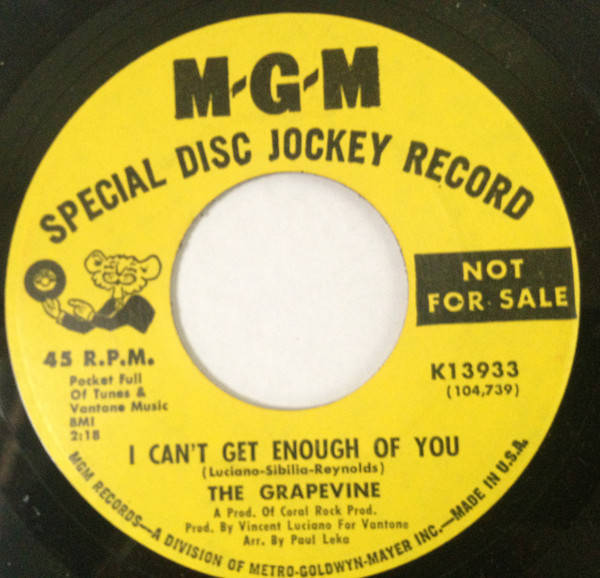 M-G-M
SPECIAL DISC JOCKEY RECORD
NOT
FOR SALE
45 R.P.M.
Pocket Full
Of Tunes &
Vantone Music
BMI
2:18
K13933
(104,739)
I CAN'T GET ENOUGH OF YOU
(Luciano-Sibilia-Reynolds)
THE GRAPEVINE
A Prod. Of Coral Rock Prod.
Prod. By Vincent Luciano For Vantone
Arr. By Paul Leka
MGM RECORDS—A DIVISION OF METRO-GOLDWYN-MAYER INC.—MADE IN U.S.A.